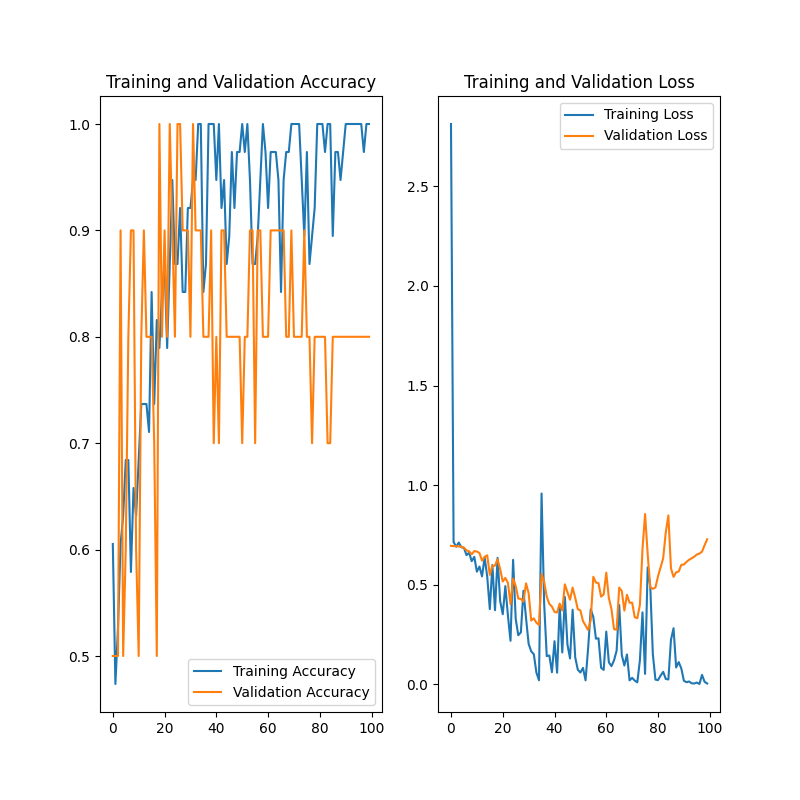 Training and Validation Accuracy
1.0
0.9
0.8
0.7
0.6
0.5
Training Accuracy
Validation Accuracy
0 20 40 60 80 100
Training and Validation Loss
Training Loss
Validation Loss
2.5
2.0
1.5
1.0
0.5
0.0
0 20 40 60 80 100